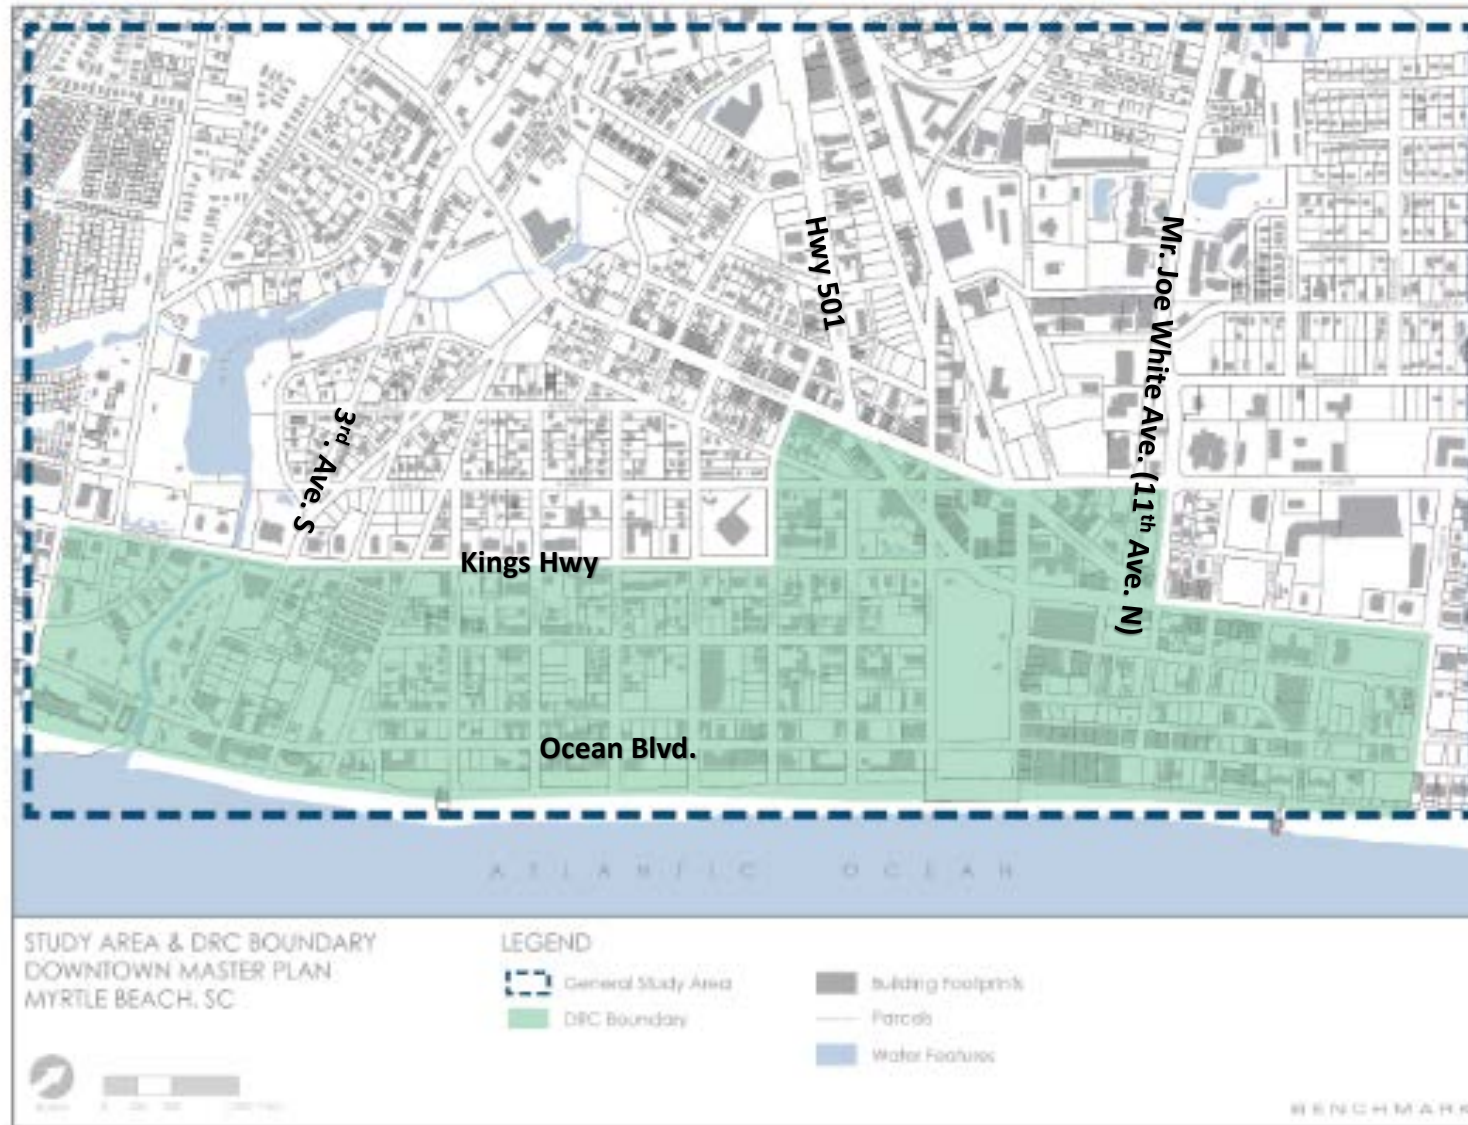 Hwy 501
Mr. Joe White Ave. (11th Ave. N)
3rd. Ave. S
Kings Hwy
Ocean Blvd.
ATLANTIC OCEAN
STUDY AREA & DRC BOUNDARY
DOWNTOWN MASTER PLAN
MYRTLE BEACH, SC
LEGEND
General Study Area
DRC Boundary
Building Footprints
Parcels
Water Features
BENCHMARK